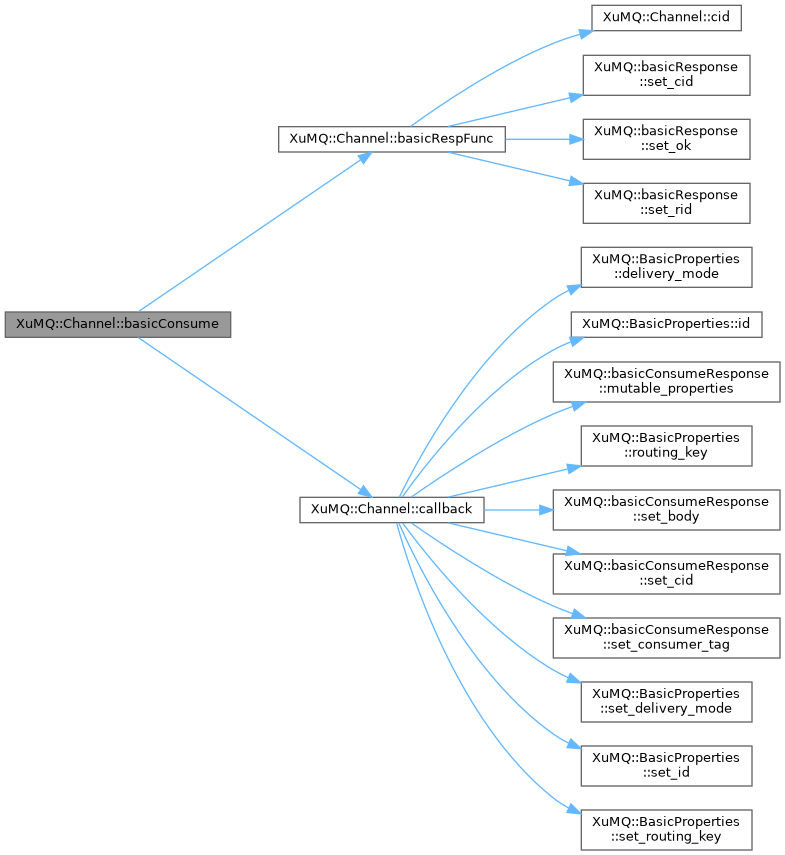 XuMQ::Channel::cid
XuMQ::basicResponse
::set_cid
XuMQ::basicResponse
::set_ok
XuMQ::Channel::basicRespFunc
XuMQ::basicResponse
::set_rid
XuMQ::BasicProperties
::delivery_mode
XuMQ::Channel::basicConsume
XuMQ::BasicProperties::id
XuMQ::basicConsumeResponse
::mutable_properties
XuMQ::BasicProperties
::routing_key
XuMQ::Channel::callback
XuMQ::basicConsumeResponse
::set_body
XuMQ::basicConsumeResponse
::set_cid
XuMQ::basicConsumeResponse
::set_consumer_tag
XuMQ::BasicProperties
::set_delivery_mode
XuMQ::BasicProperties
::set_id
XuMQ::BasicProperties
::set_routing_key